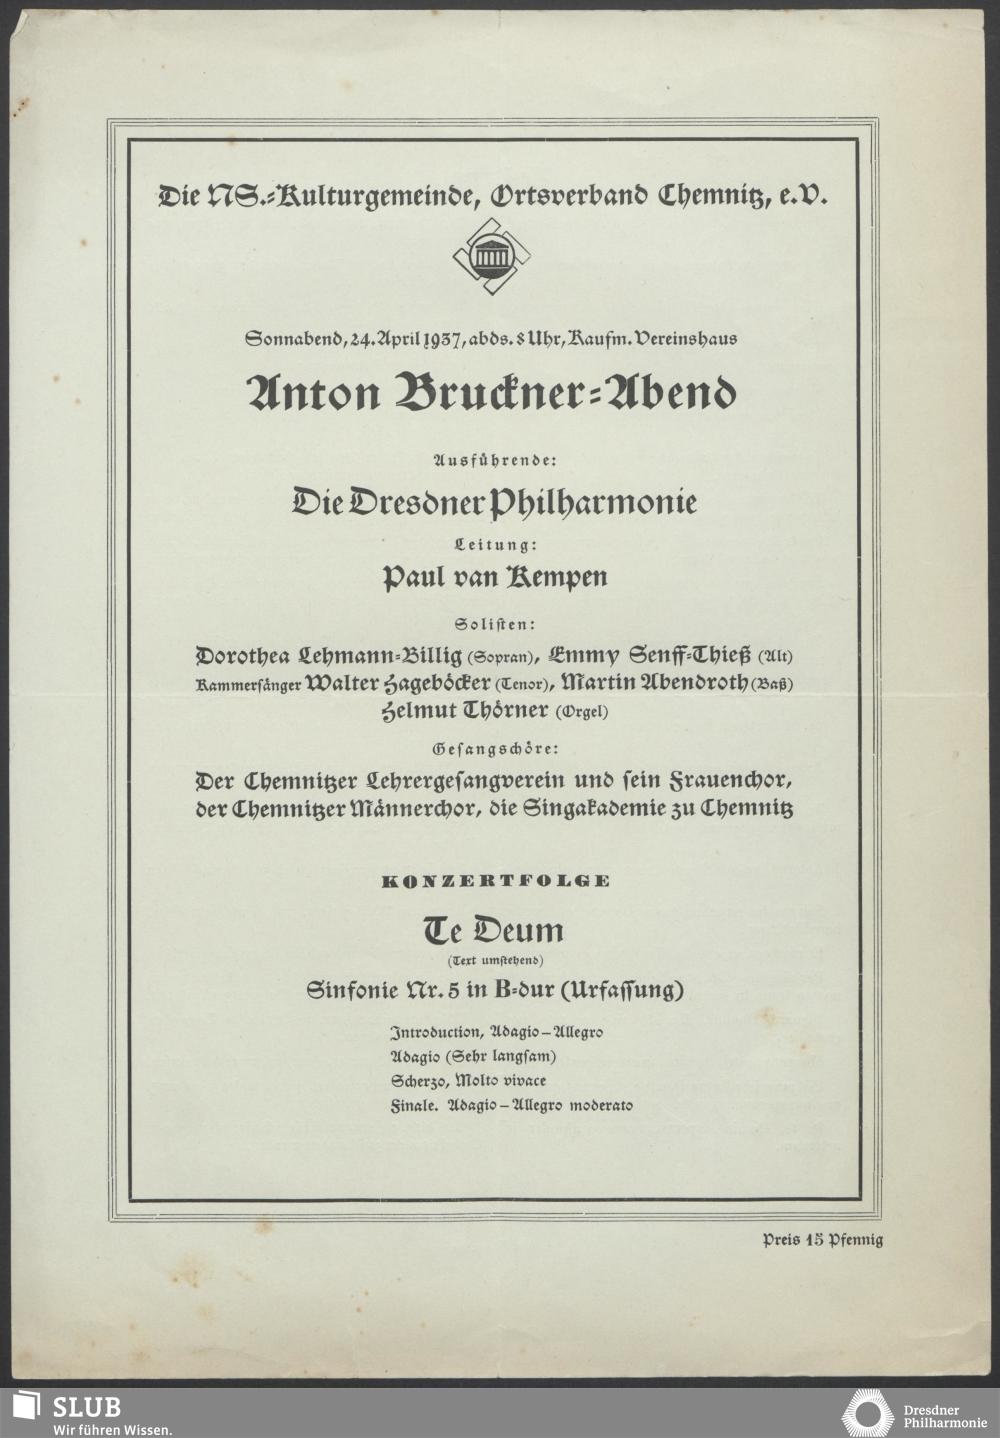 Die NS.-Kulturgemeinde, Ortsverband Chemnitz, e.V.
Sonnabend, 24. April 1937, abds. 8 Uhr, Kaufm. Vereinshaus
Anton Bruckner-Abend
Ausführende:
Die Dresdner Philharmonie
Leitung:
Paul van Kempen
Solisten:
Dorothea Lehmann-Billig (Sopran), Emmy Senff-Thieß (Alt)
Kammersänger Walter Hageböcker (Tenor), Martin Abendroth (Baß)
Helmut Thörner (Orgel)
Gesangschöre:
Der Chemnitzer Lehrergesangverein und sein Frauenchor,
der Chemnitzer Männerchor, die Singakademie zu Chemnitz
KONZERTFOLGE
Te Deum
(Text umstehend)
Sinfonie Nr. 5 in B-dur (Urfassung)
Introduction, Adagio – Allegro
Adagio (Sehr langsam)
Scherzo, Molto vivace
Finale. Adagio – Allegro moderato
Preis 15 Pfennig
SLUB
Wir führen Wissen.
Dresdner
Philharmonie